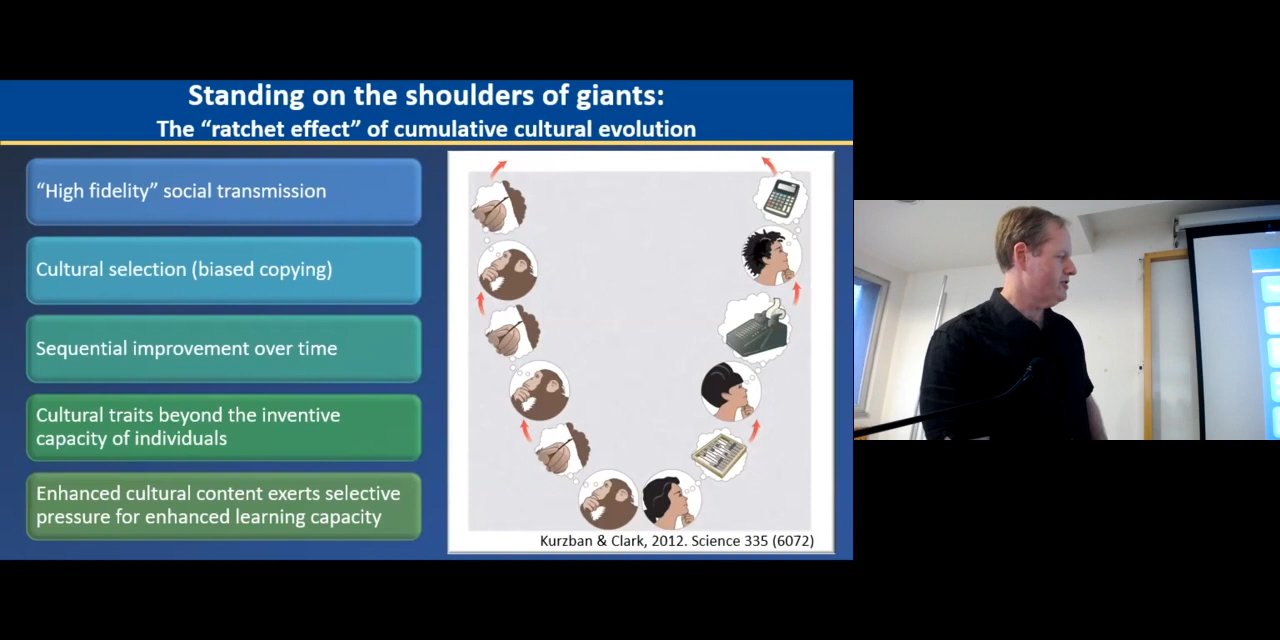 Standing on the shoulders of giants:
The “ratchet effect” of cumulative cultural evolution
“High fidelity” social transmission
Cultural selection (biased copying)
Sequential improvement over time
Cultural traits beyond the inventive
capacity of individuals
Enhanced cultural content exerts selective
pressure for enhanced learning capacity
Kurzban & Clark, 2012. Science 335 (6072)